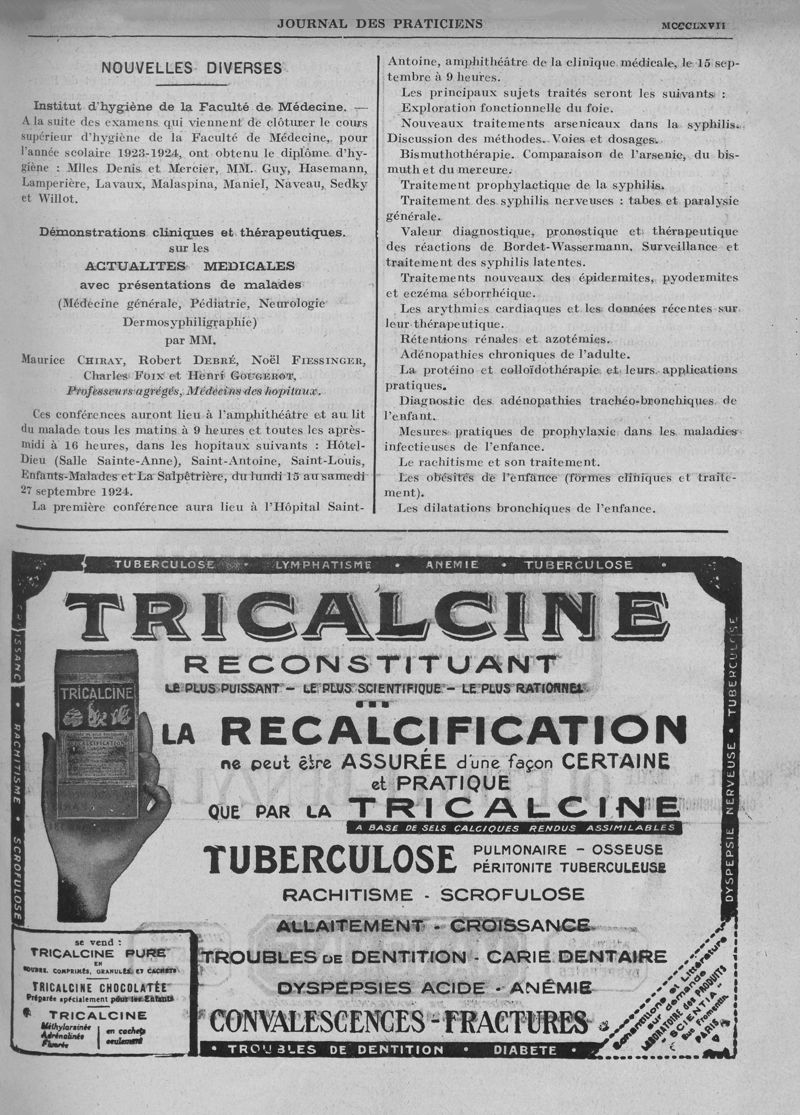 JOURNAL DES PRATICIENS
MCCCLXVII
NOUVELLES DIVERSES
Institut d'hygiène de la Faculté de Médecine. —
A la suite des examens qui viennent de clôturer le cours
supérieur d'hygiène de la Faculté de Médecine, pour
l'année scolaire 1923-1924, ont obtenu le diplôme d'hy-
giène : Mlles Denis et Mercier, MM. Guy, Hasemann,
Lamperière, Lavaux, Malaspina, Maniel, Naveau, Sedky
et Willot.
Démonstrations cliniques et thérapeutiques.
sur les
ACTUALITES MEDICALES
avec présentations de malades
(Médecine générale, Pédiatrie, Neurologie
Dermosyphiligraphie)
par MM.
Maurice CHIRAY, Robert DEBRÉ, Noël FIESSINGER,
Charles FOIX et Henri GOUGEROT,
Professeurs agrégés, Médecins des hopitaux.
Ces conférences auront lieu à l'amphithéâtre et au lit
du malade tous les matins à 9 heures et toutes les après-
midi à 16 heures, dans les hopitaux suivants : Hôtel-
Dieu (Salle Sainte-Anne), Saint-Antoine, Saint-Louis,
Enfants-Malades et La Salpêtrière, du lundi 15 au samedi
27 septembre 1924.
La première conférence aura lieu à l'Hôpital Saint-
Antoine, amphithéâtre de la clinique médicale, le 15 sep-
tembre à 9 heures.
Les principaux sujets traités seront les suivants :
Exploration fonctionnelle du foie.
Nouveaux traitements arsenicaux dans la syphilis.
Discussion des méthodes. Voies et dosages.
Bismuthothérapie. Comparaison de l'arsenic, du bis-
muth et du mercure.
Traitement prophylactique de la syphilis.
Traitement des syphilis nerveuses : tabes et paralysie
générale.
Valeur diagnostique, pronostique et thérapeutique
des réactions de Bordet-Wassermann, Surveillance et
traitement des syphilis latentes.
Traitements nouveaux des épidermites, pyodermites
et eczéma séborrhéique.
Les arythmies cardiaques et les données récentes sur
leur thérapeutique.
Rétentions rénales et azotémies.
Adénopathies chroniques de l'adulte.
La protéino et colloïdothérapie et leurs applications
pratiques.
Diagnostic des adénopathies trachéo-bronchiques de
l'enfant.
Mesures pratiques de prophylaxie dans les maladies
infectieuses de l'enfance.
Le rachitisme et son traitement.
Les obésités de l'enfance (formes cliniques et traite-
ment).
Les dilatations bronchiques de l'enfance.
TUBERCULOSE • LYMPHATISME • ANEMIE • TUBERCULOSE •
TRICALCINE
RECONSTITUANT
LE PLUS PUISSANT – LE PLUS SCIENTIFIQUE – LE PLUS RATIONNEL
TRICALCINE
LA RECALCIFICATION
ne peut être ASSURÉE d'une façon CERTAINE
et PRATIQUE
QUE PAR LA TRICALCINE
A BASE DE SELS CALCIQUES RENDUS ASSIMILABLES
TUBERCULOSE PULMONAIRE – OSSEUSE
PÉRITONITE TUBERCULEUSE
RACHITISME - SCROFULOSE
ALLAITEMENT - CROISSANCE
TROUBLES DE DENTITION - CARIE DENTAIRE
DYSPEPSIES ACIDE - ANÉMIE
CONVALESCENCES - FRACTURES
• TROUBLES DE DENTITION • DIABETE •
RACHITISME • SCROFULOSE
DYSPEPSIE NERVEUSE • TUBERCULOSE
se vend :
TRICALCINE PURE
EN
POUDRE, COMPRIMÉS, GRANULÉS, ET CACHETS
TRICALCINE CHOCOLATÉE
Préparée spécialement pour les Enfants
TRICALCINE
Méthylarsinée
Adrénalinée
Fluorée
en cachets
seulement
Echantillons et Littérature
sur demande
LABORATOIRE DES PRODUITS
"SCIENTIA"
Rue Fromentin
PARIS